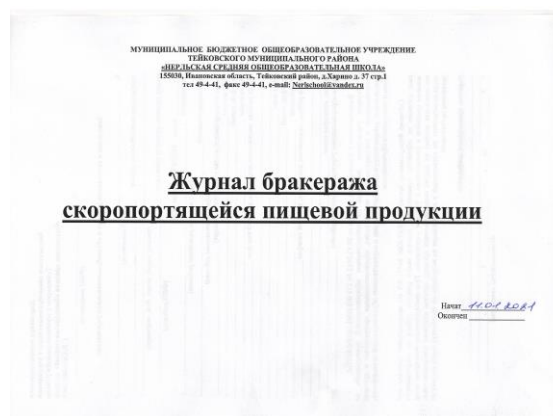 МУНИЦИПАЛЬНОЕ БЮДЖЕТНОЕ ОБЩЕОБРАЗОВАТЕЛЬНОЕ УЧРЕЖДЕНИЕ
ТЕЙКОВСКОГО МУНИЦИПАЛЬНОГО РАЙОНА
«НЕРЛЬСКАЯ СРЕДНЯЯ ОБЩЕОБРАЗОВАТЕЛЬНАЯ ШКОЛА»
155030, Ивановская область, Тейковский район, д.Харино д. 37 стр.1
тел 49-4-41, факс 49-4-41, e-mail: Nerlschool@yandex.ru
Журнал бракеража
скоропортящейся пищевой продукции
Начат 11.01.2021
Окончен